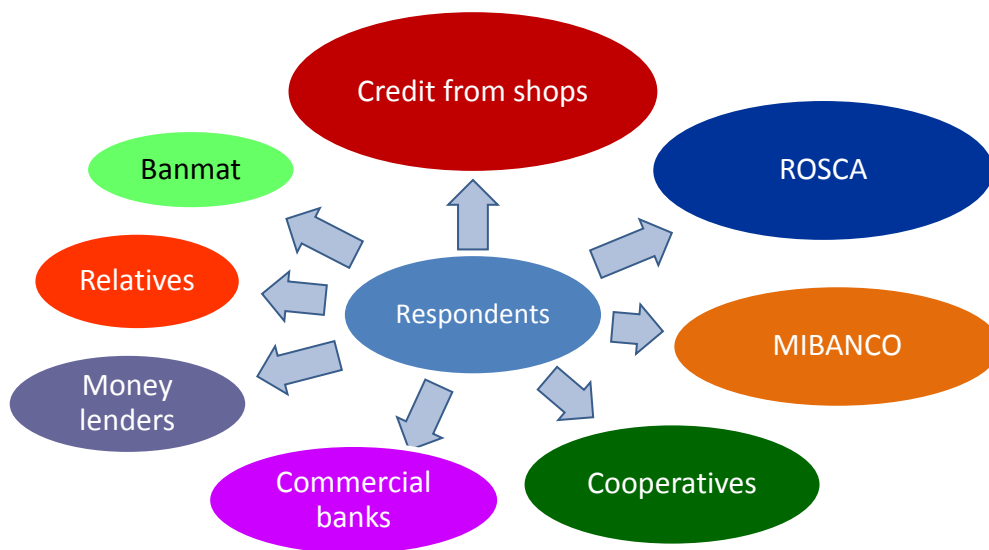 Credit from shops
Banmat
ROSCA
Relatives
Respondents
MIBANCO
Money
lenders
Commercial
banks
Cooperatives